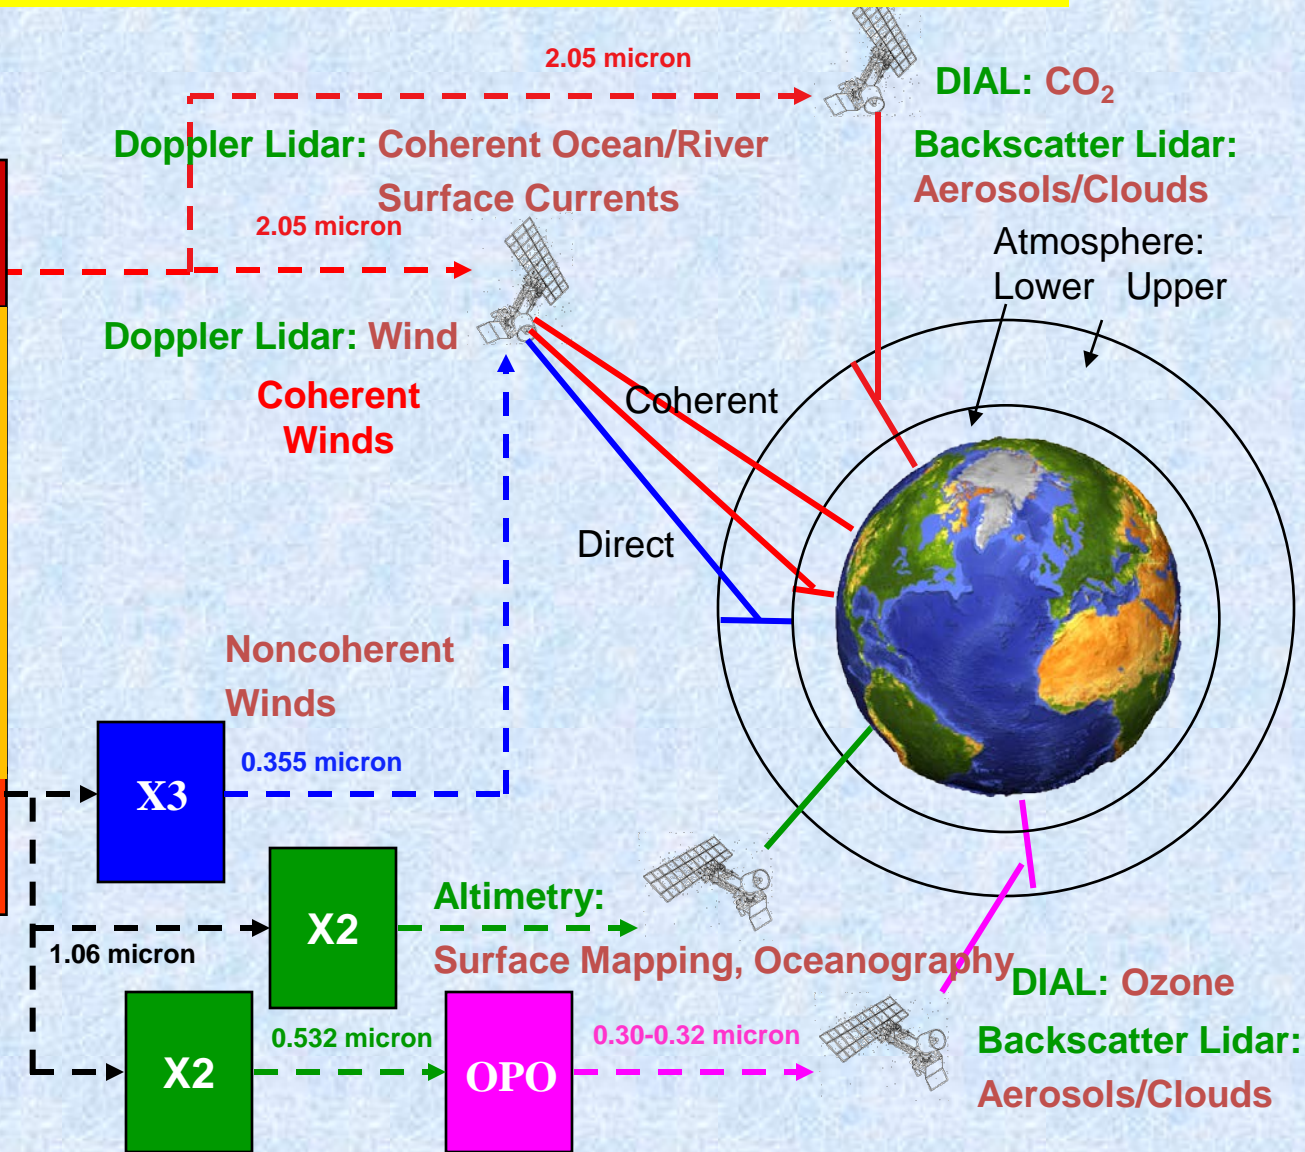 2.05 micron
DIAL: CO₂
Doppler Lidar: Coherent Ocean/River
Surface Currents
Backscatter Lidar:
Aerosols/Clouds
2.05 micron
Atmosphere:
Lower Upper
Doppler Lidar: Wind
Coherent
Winds
Coherent
Direct
Noncoherent
Winds
0.355 micron
X3
X2
Altimetry:
1.06 micron
Surface Mapping, Oceanography
DIAL: Ozone
0.532 micron
0.30-0.32 micron
Backscatter Lidar:
X2
OPO
Aerosols/Clouds